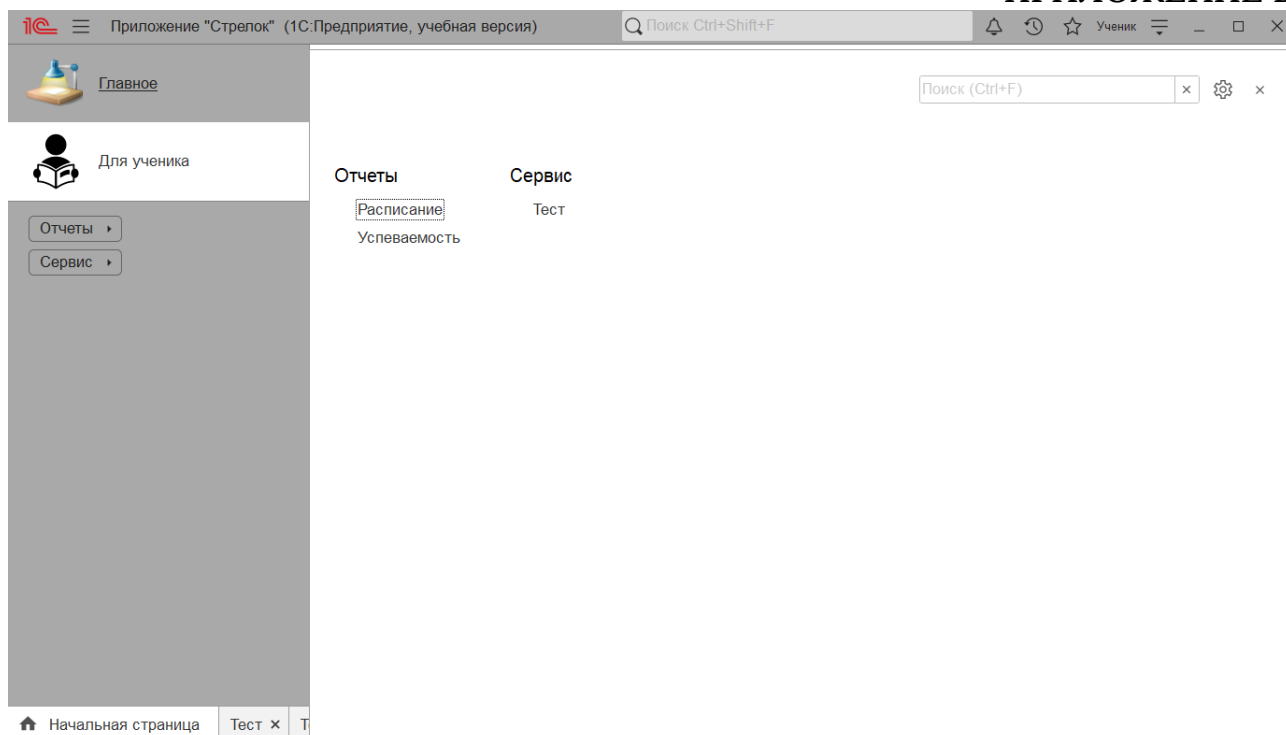 1С Приложение "Стрелок" (1С:Предприятие, учебная версия) Поиск Ctrl+Shift+F Ученик
Главное
Поиск (Ctrl+F)
Для ученика
Отчеты Сервис
Расписание Тест
Успеваемость
Отчеты
Сервис
Начальная страница Тест